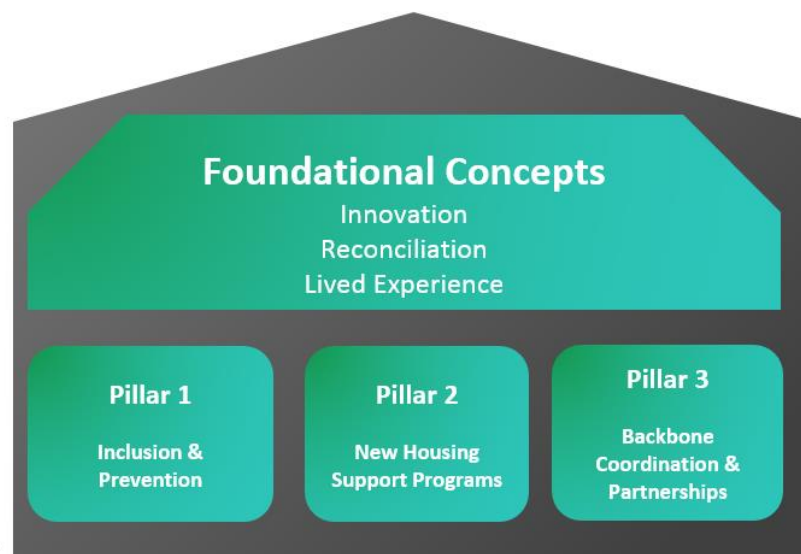 Foundational Concepts
Innovation
Reconciliation
Lived Experience
Pillar 1
Inclusion &
Prevention
Pillar 2
New Housing
Support Programs
Pillar 3
Backbone
Coordination &
Partnerships